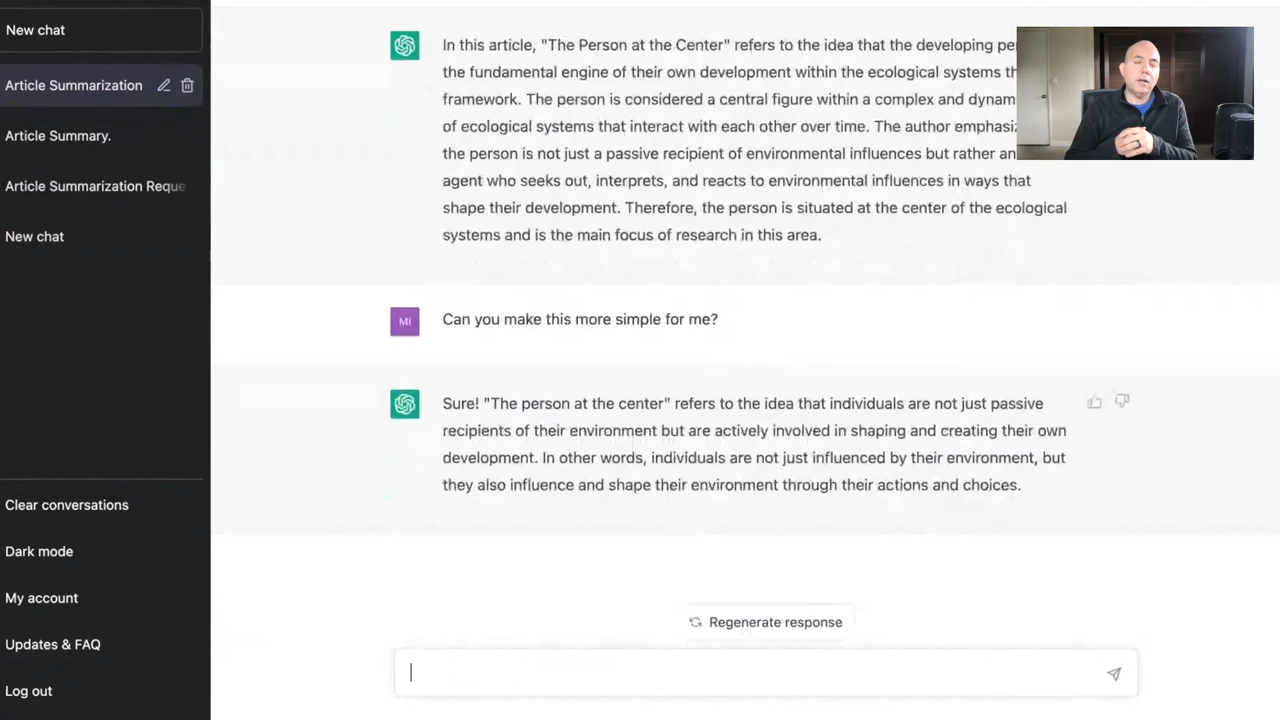 New chat
Article Summarization
Article Summary.
Article Summarization Reque
New chat
Clear conversations
Dark mode
My account
Updates & FAQ
Log out
In this article, "The Person at the Center" refers to the idea that the developing pe
the fundamental engine of their own development within the ecological systems th
framework. The person is considered a central figure within a complex and dynam
of ecological systems that interact with each other over time. The author emphasi
the person is not just a passive recipient of environmental influences but rather an
agent who seeks out, interprets, and reacts to environmental influences in ways that
shape their development. Therefore, the person is situated at the center of the ecological
systems and is the main focus of research in this area.
MI
Can you make this more simple for me?
Sure! "The person at the center" refers to the idea that individuals are not just passive
recipients of their environment but are actively involved in shaping and creating their own
development. In other words, individuals are not just influenced by their environment, but
they also influence and shape their environment through their actions and choices.
Regenerate response